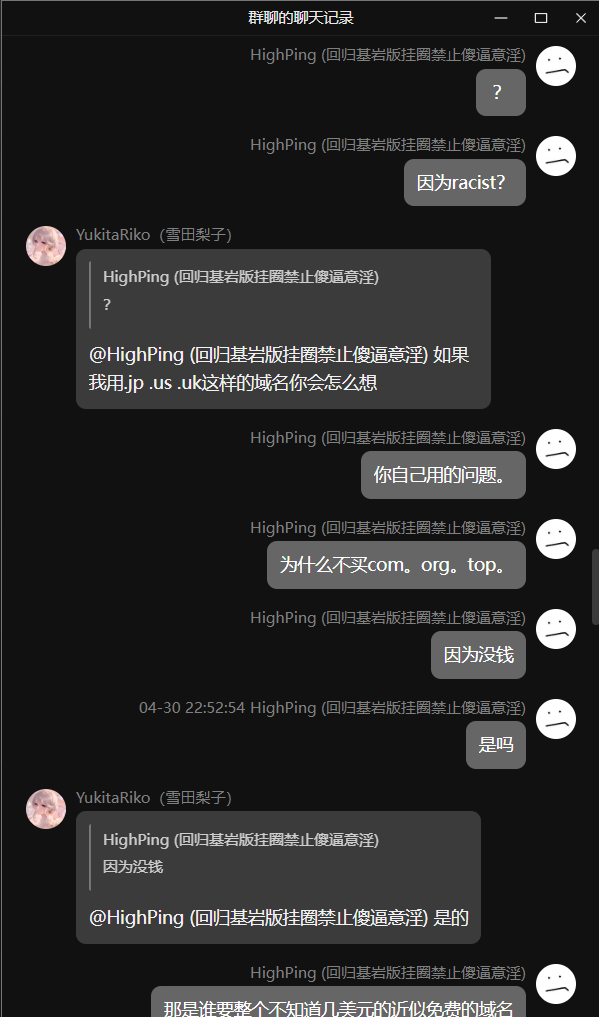 群聊的聊天记录
HighPing (回归基岩版挂圈禁止傻逼意淫)
？
HighPing (回归基岩版挂圈禁止傻逼意淫)
因为racist？
YukitaRiko（雪田梨子）
HighPing (回归基岩版挂圈禁止傻逼意淫)
？
@HighPing (回归基岩版挂圈禁止傻逼意淫) 如果
我用.jp .us .uk这样的域名你会怎么想
HighPing (回归基岩版挂圈禁止傻逼意淫)
你自己用的问题。
HighPing (回归基岩版挂圈禁止傻逼意淫)
为什么不买com。org。top。
HighPing (回归基岩版挂圈禁止傻逼意淫)
因为没钱
04-30 22:52:54 HighPing (回归基岩版挂圈禁止傻逼意淫)
是吗
YukitaRiko（雪田梨子）
HighPing (回归基岩版挂圈禁止傻逼意淫)
因为没钱
@HighPing (回归基岩版挂圈禁止傻逼意淫) 是的
HighPing (回归基岩版挂圈禁止傻逼意淫)
那是谁要整个不知道几美元的近似免费的域名